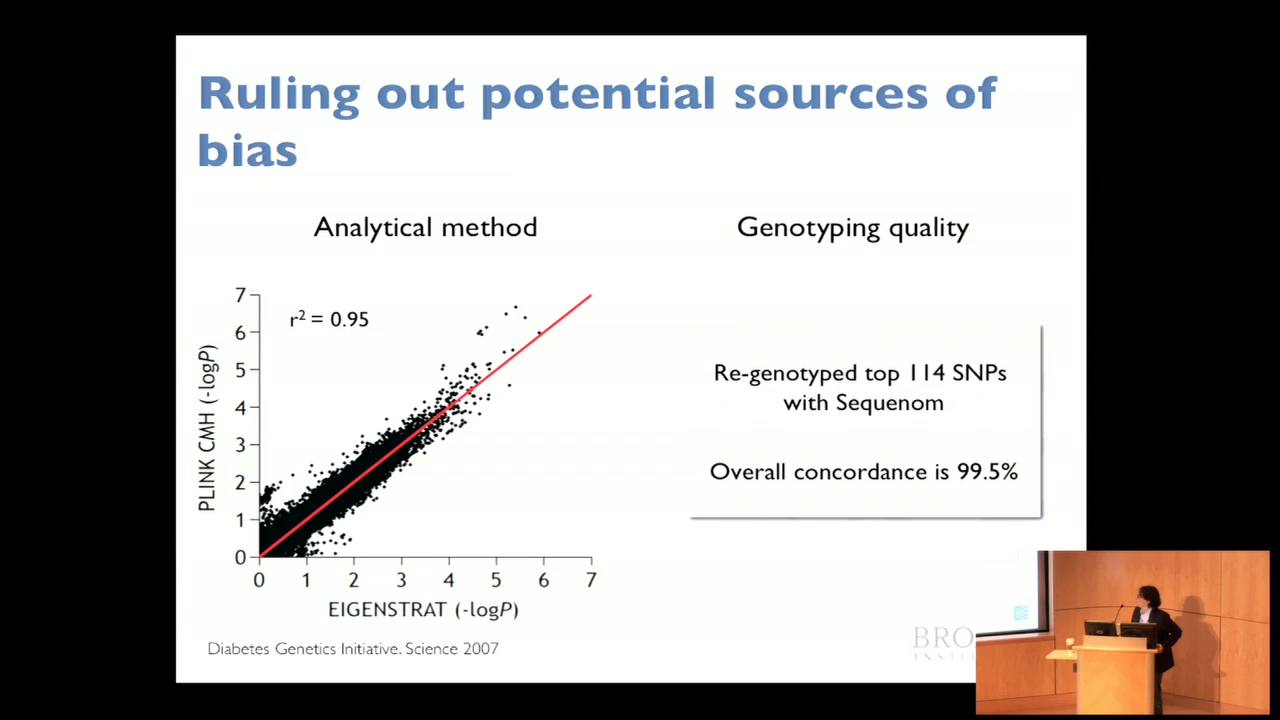 Ruling out potential sources of
bias
Analytical method
Genotyping quality
r² = 0.95
PLINK CMH (-logP)
7
6
5
4
3
2
1
0
0 1 2 3 4 5 6 7
EIGENSTRAT (-logP)
Re-genotyped top 114 SNPs
with Sequenom
Overall concordance is 99.5%
Diabetes Genetics Initiative. Science 2007
BRO
INSTI